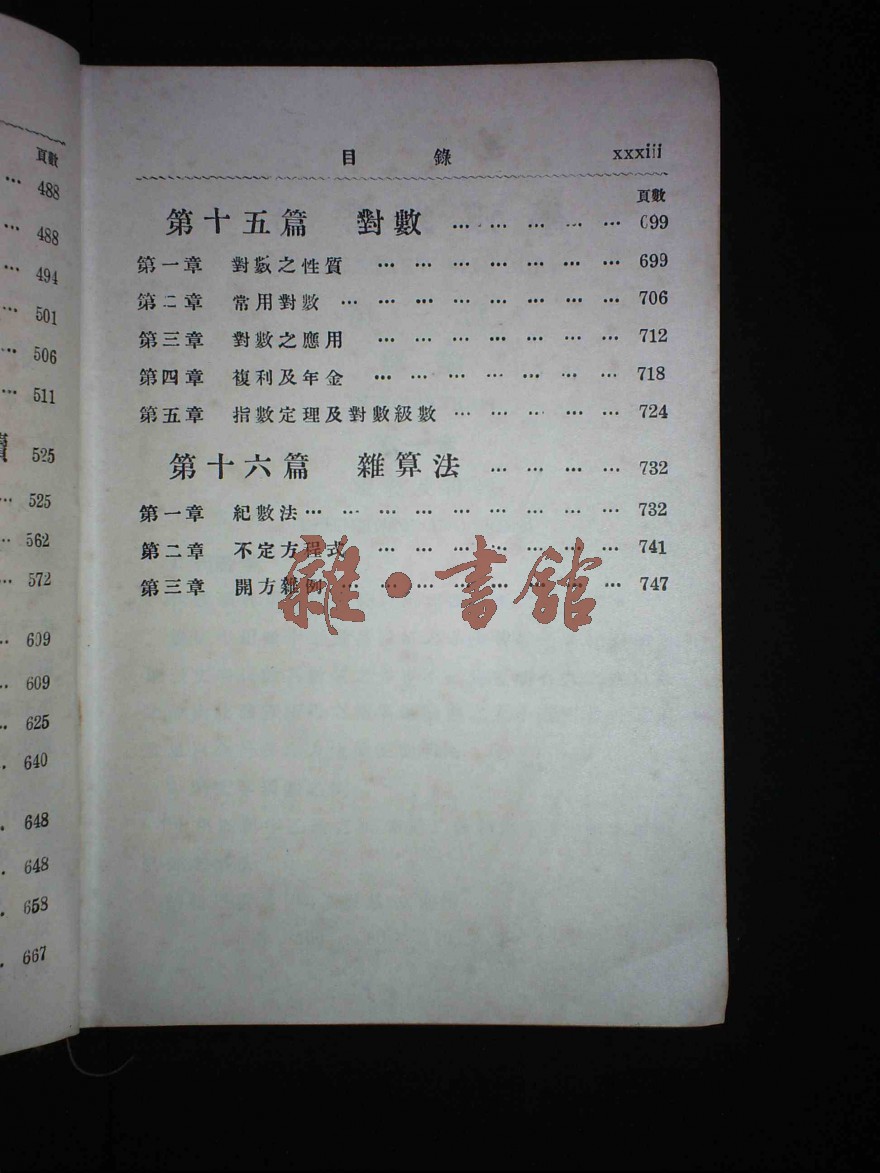 頁數
488
488
494
501
506
511
525
525
562
572
609
609
625
640
648
648
658
667
目錄 xxxiii
頁數
第十五篇 對數 … … … … … 699
第一章 對數之性質 … … … … … … … 699
第二章 常用對數 … … … … … … … … 706
第三章 對數之應用 … … … … … … … 712
第四章 複利及年金 … … … … … … … 718
第五章 指數定理及對數級數 … … … … … 724
第十六篇 雜算法 … … … … 732
第一章 紀數法 … … … … … … … … … 732
第二章 不定方程式 … … … … … … … 741
第三章 開方雜例 … … … … … … … … 747
雜·書館